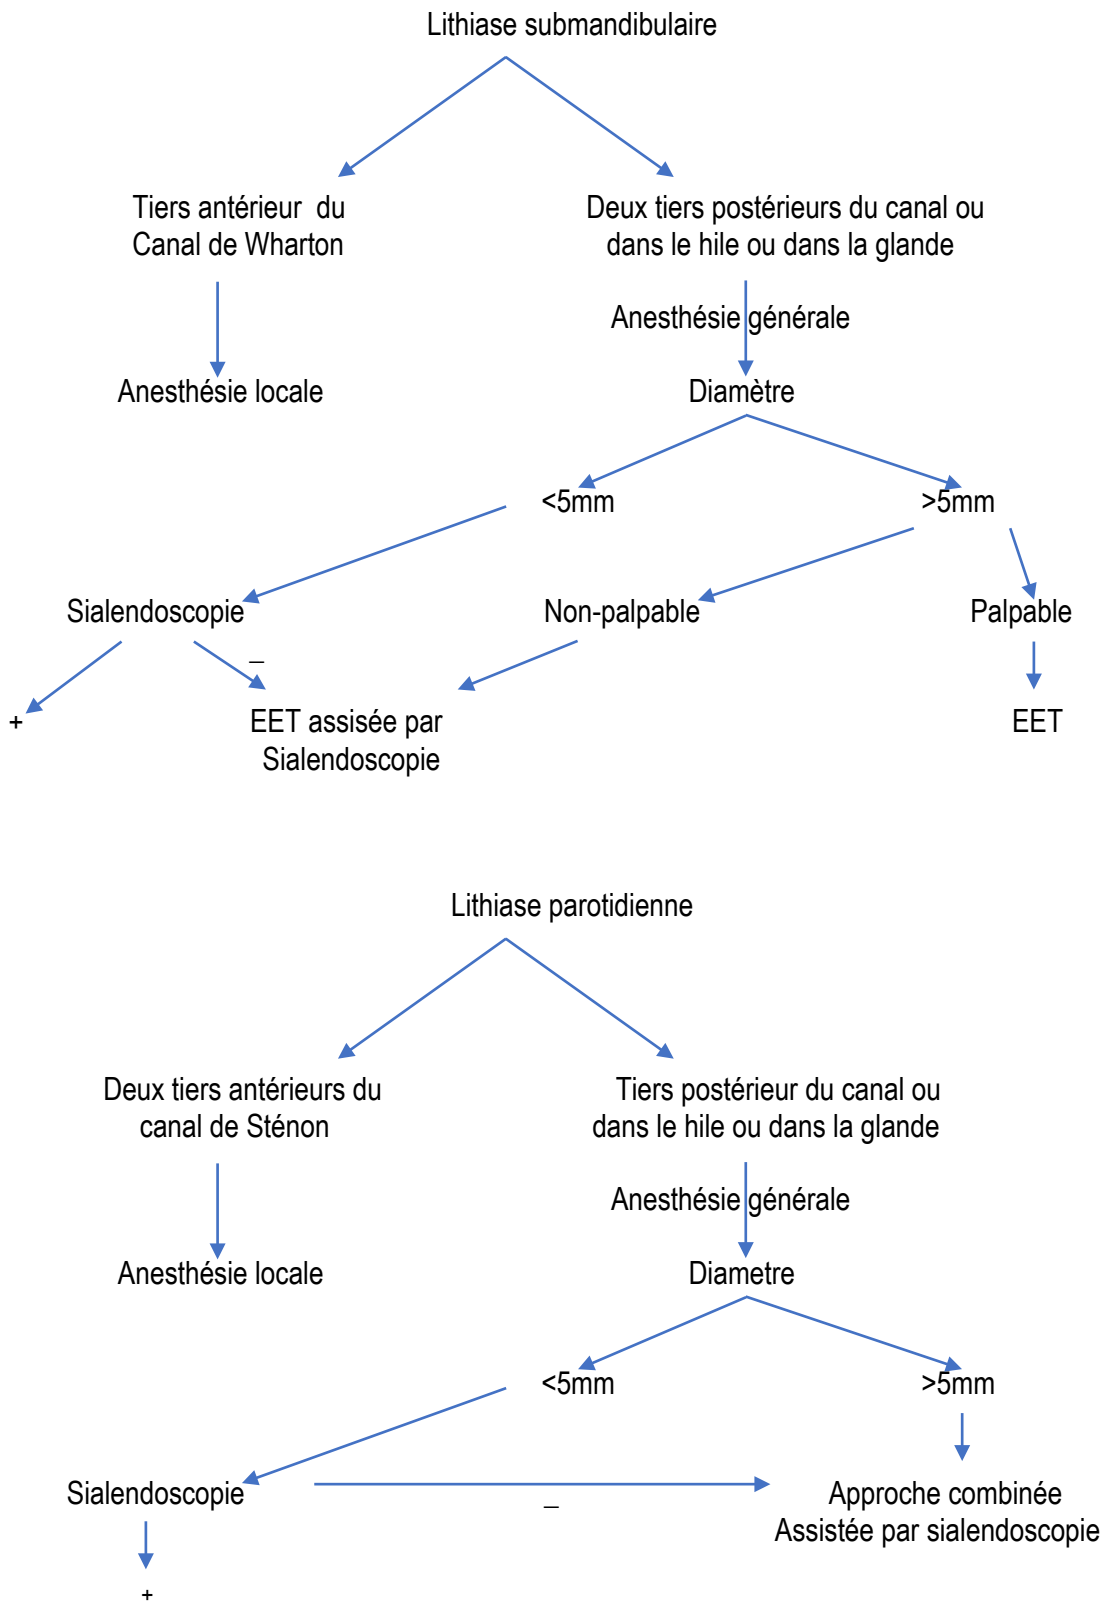 Lithiase submandibulaire
Tiers antérieur du
Canal de Wharton
Deux tiers postérieurs du canal ou
dans le hile ou dans la glande
Anesthésie générale
Anesthésie locale
Diamètre
<5mm
>5mm
Sialendoscopie
Non-palpable
Palpable
_
+
EET assisée par
Sialendoscopie
EET
Lithiase parotidienne
Deux tiers antérieurs du
canal de Sténon
Tiers postérieur du canal ou
dans le hile ou dans la glande
Anesthésie générale
Anesthésie locale
Diametre
<5mm
>5mm
Sialendoscopie
_
Approche combinée
Assistée par sialendoscopie
+